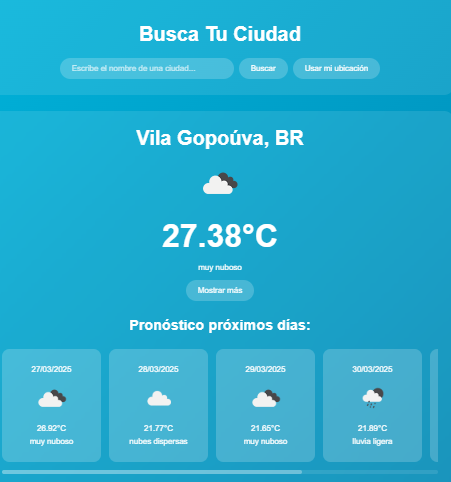 Busca Tu Ciudad
Escribe el nombre de una ciudad... Buscar Usar mi ubicación
Vila Gopoúva, BR
27.38°C
muy nuboso
Mostrar más
Pronóstico próximos días:
27/03/2025 28/03/2025 29/03/2025 30/03/2025
26.92°C 21.77°C 21.65°C 21.89°C
muy nuboso nubes dispersas muy nuboso lluvia ligera